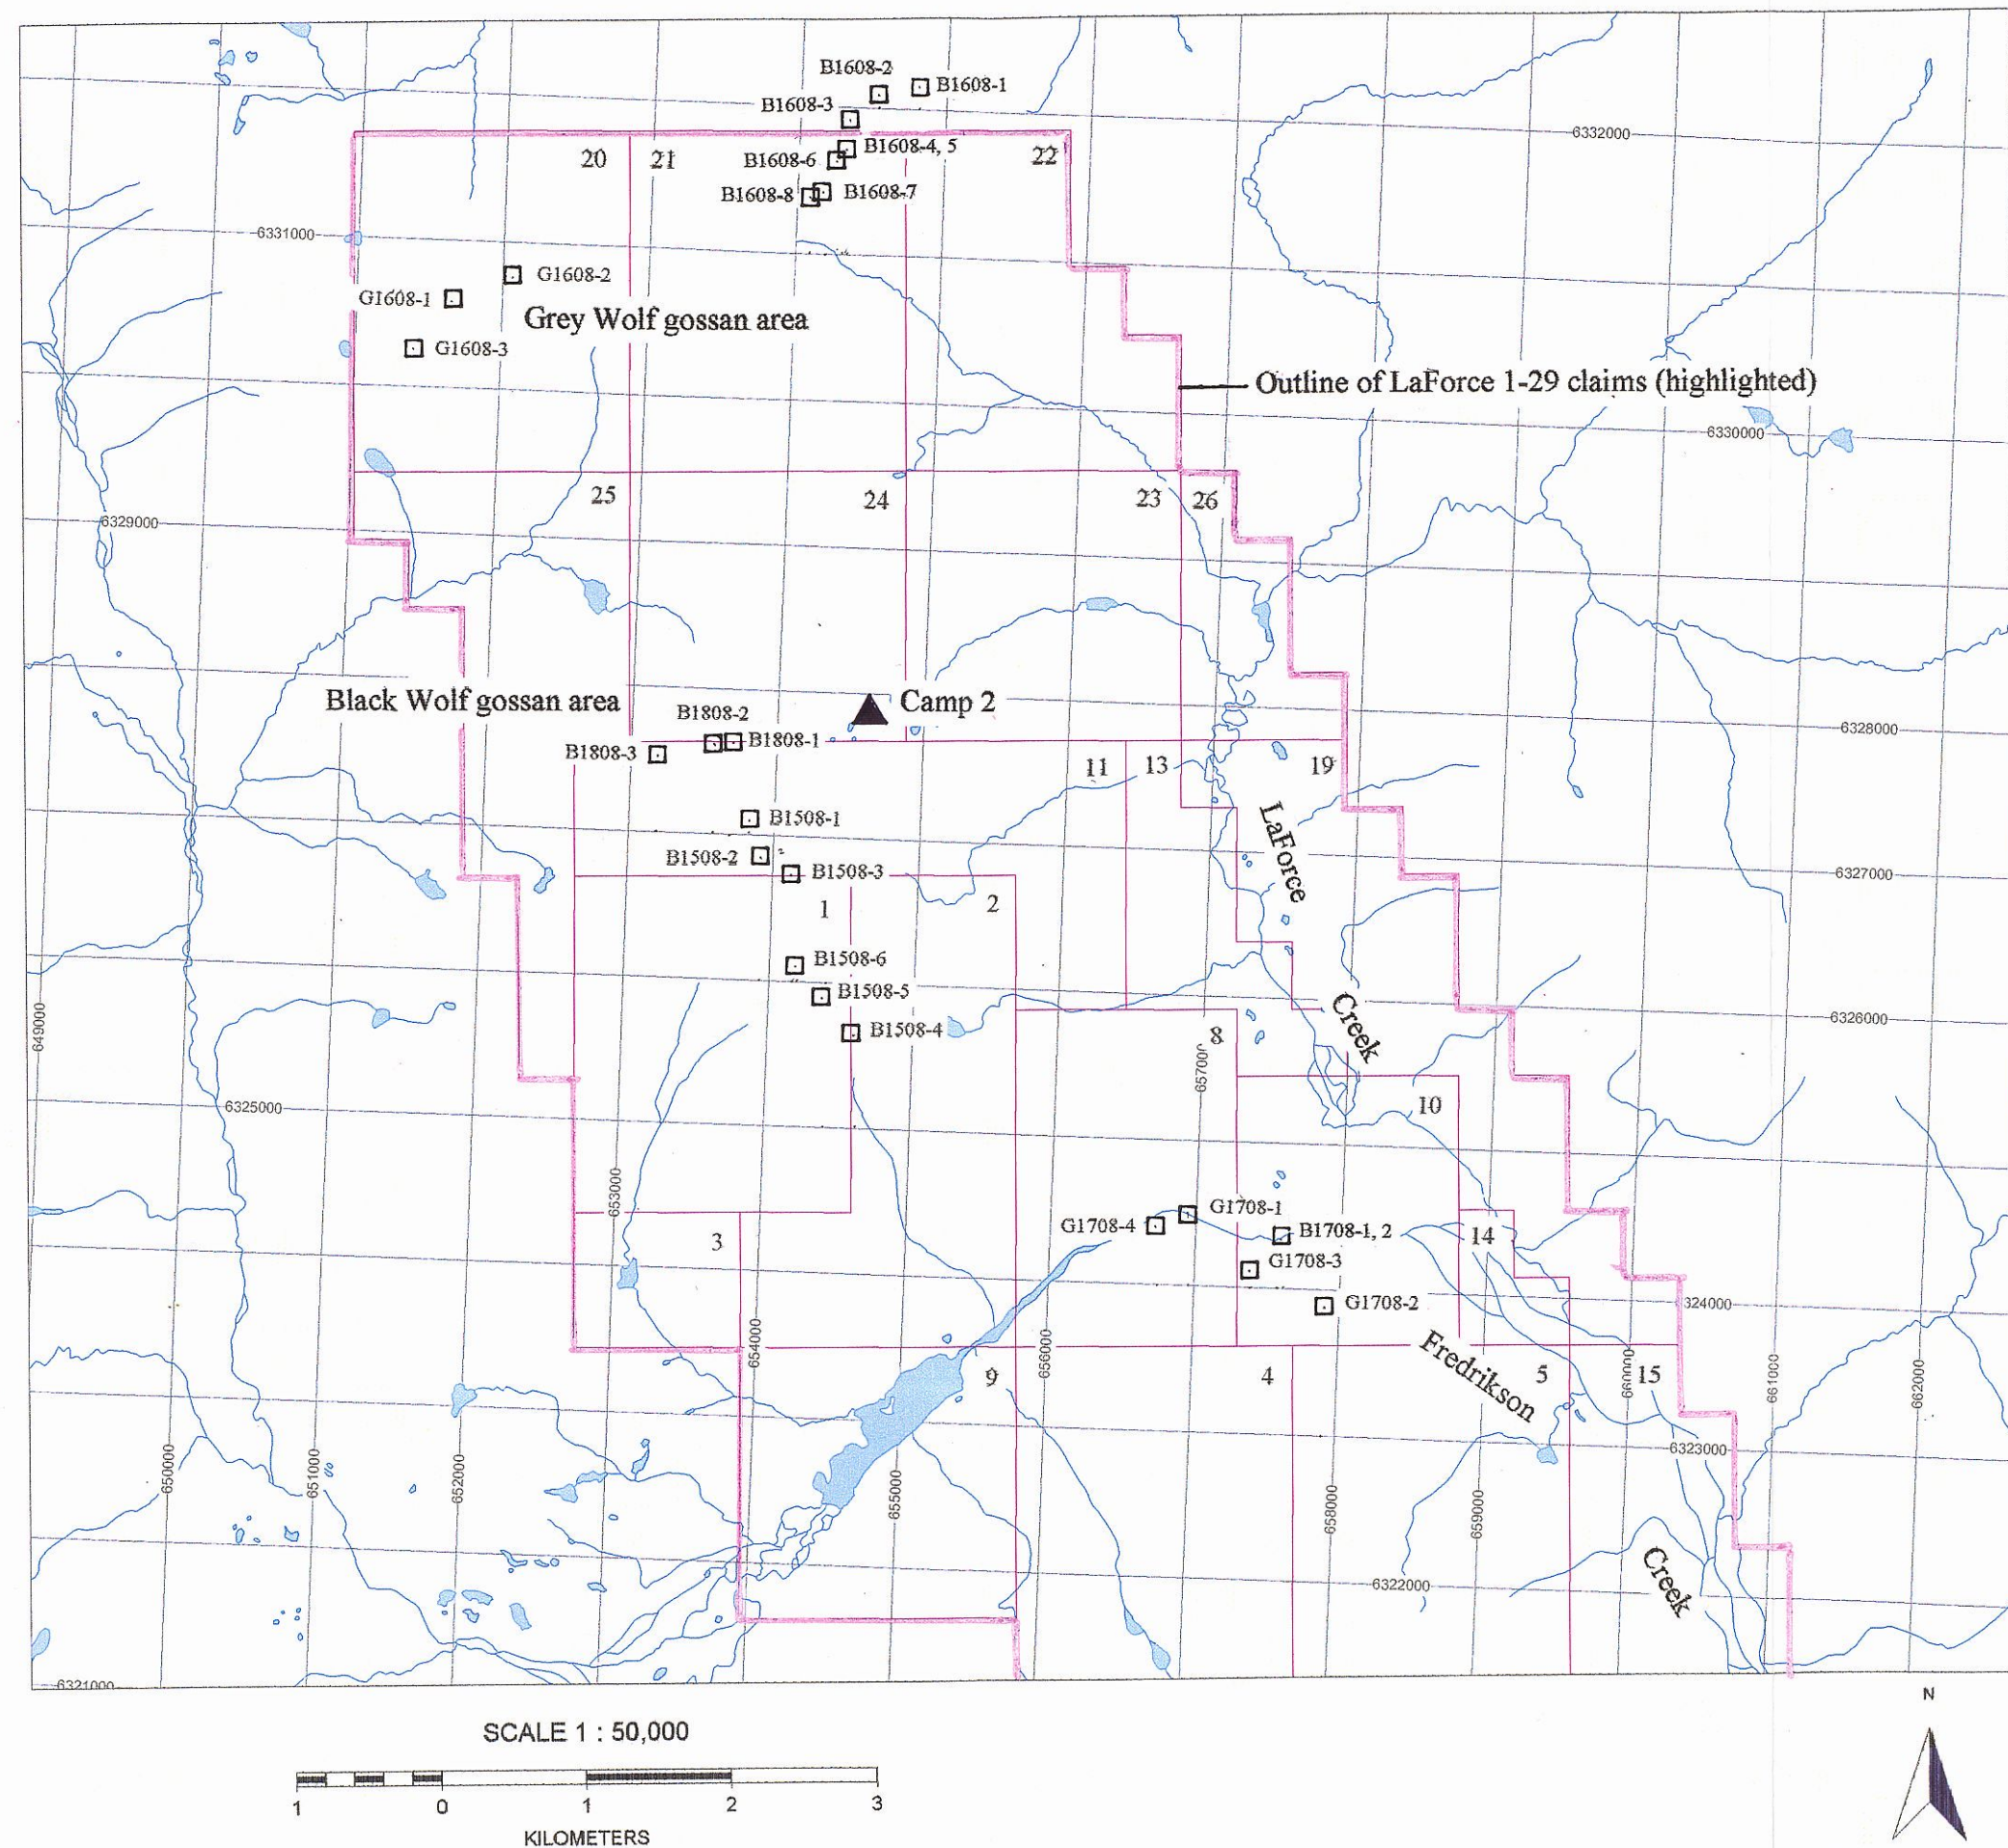 B1608-2
B1608-1
B1608-3
6332000
20
21
B1608-6
B1608-4, 5
22
B1608-8
B1608-7
6331000
G1608-2
G1608-1
Grey Wolf gossan area
G1608-3
Outline of LaForce 1-29 claims (highlighted)
6330000
25
24
23
26
6329000
Black Wolf gossan area
Camp 2
B1808-2
B1808-1
B1808-3
6328000
11
13
19
B1508-1
LaForce
B1508-2
B1508-3
6327000
1
2
B1508-6
B1508-5
B1508-4
Creek
6326000
649000
8
657000
6325000
10
653000
G1708-1
G1708-4
B1708-1, 2
14
3
G1708-3
G1708-2
324000
654000
656000
Fredrikson
9
4
5
660000
15
661000
662000
6323000
650000
651000
652000
655000
658000
659000
6322000
Creek
6321000
N
SCALE 1 : 50,000
1 0 1 2 3
KILOMETERS